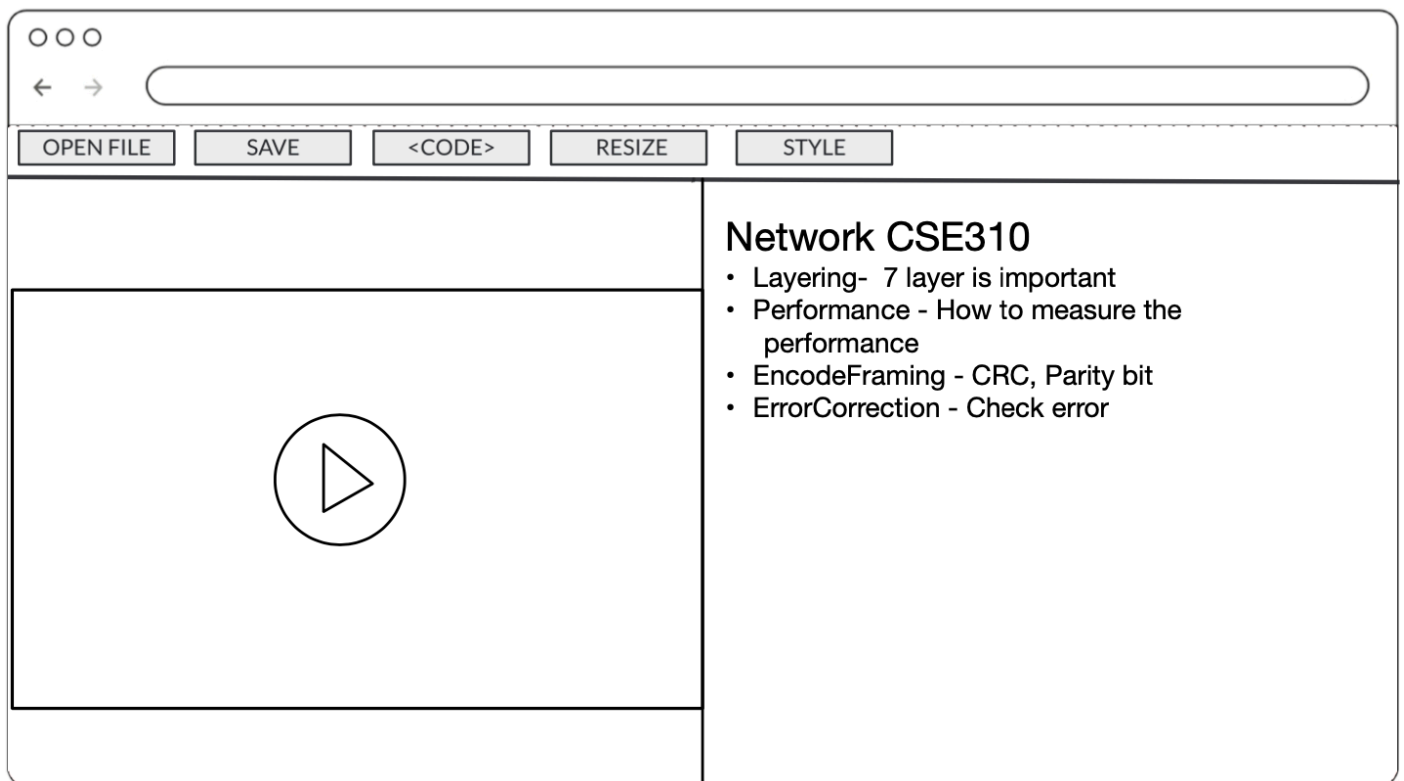 OPEN FILE SAVE <CODE> RESIZE STYLE
Network CSE310
• Layering-  7 layer is important
• Performance - How to measure the
performance
• EncodeFraming - CRC, Parity bit
• ErrorCorrection - Check error